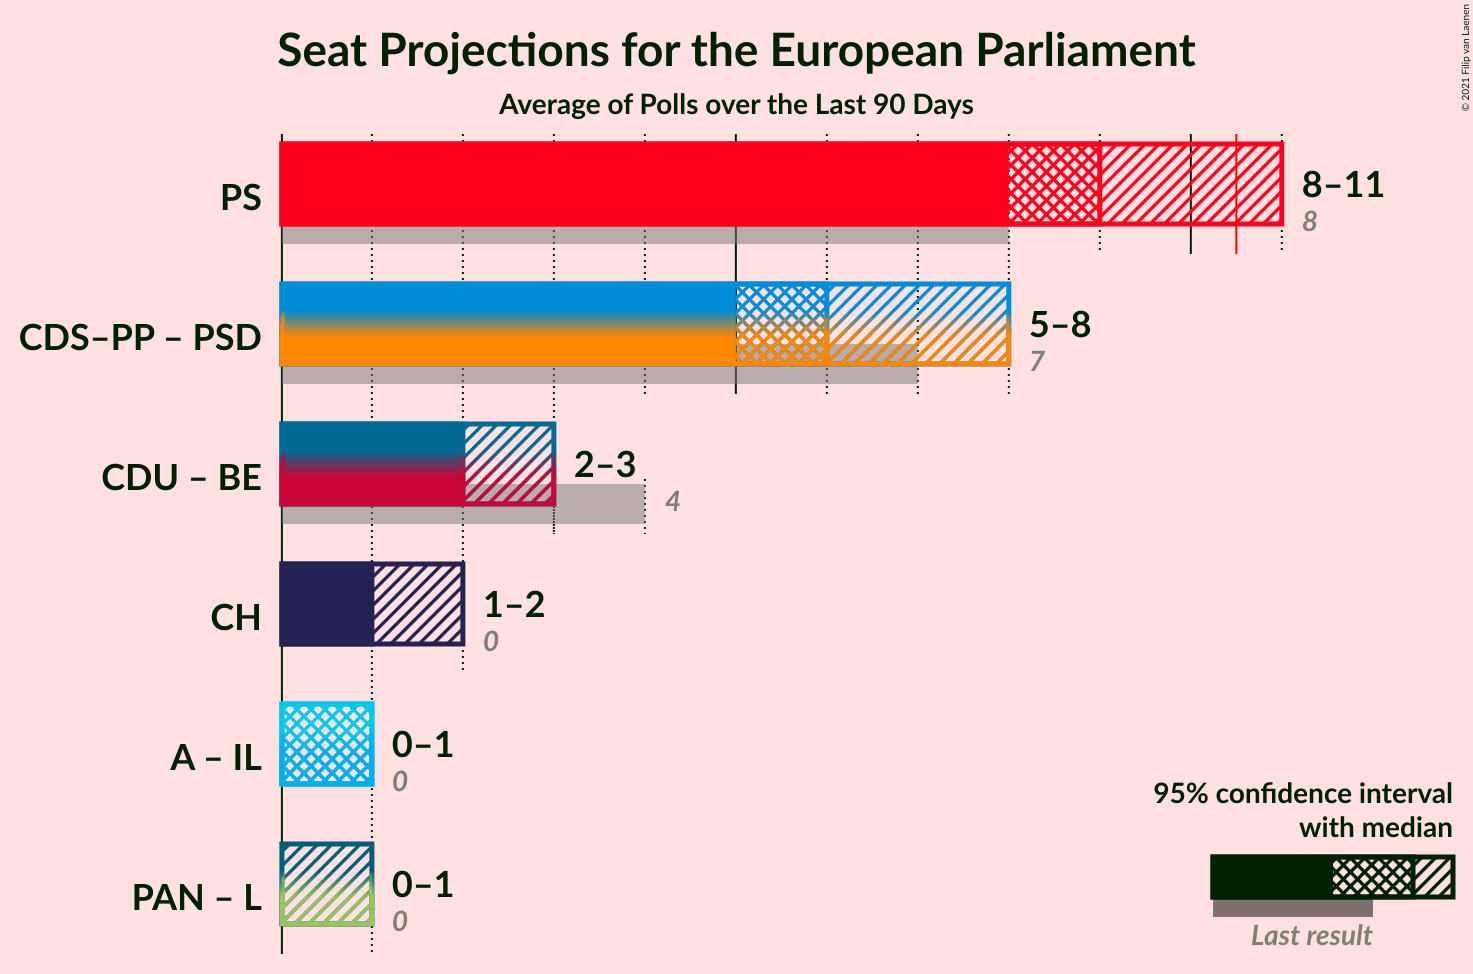 Seat Projections for the European Parliament
Average of Polls over the Last 90 Days
© 2021 Filip van Laenen
PS
8–11
8
CDS–PP – PSD
5–8
7
CDU – BE
2–3
4
CH
1–2
0
A – IL
0–1
0
PAN – L
0–1
0
95% confidence interval
with median
Last result